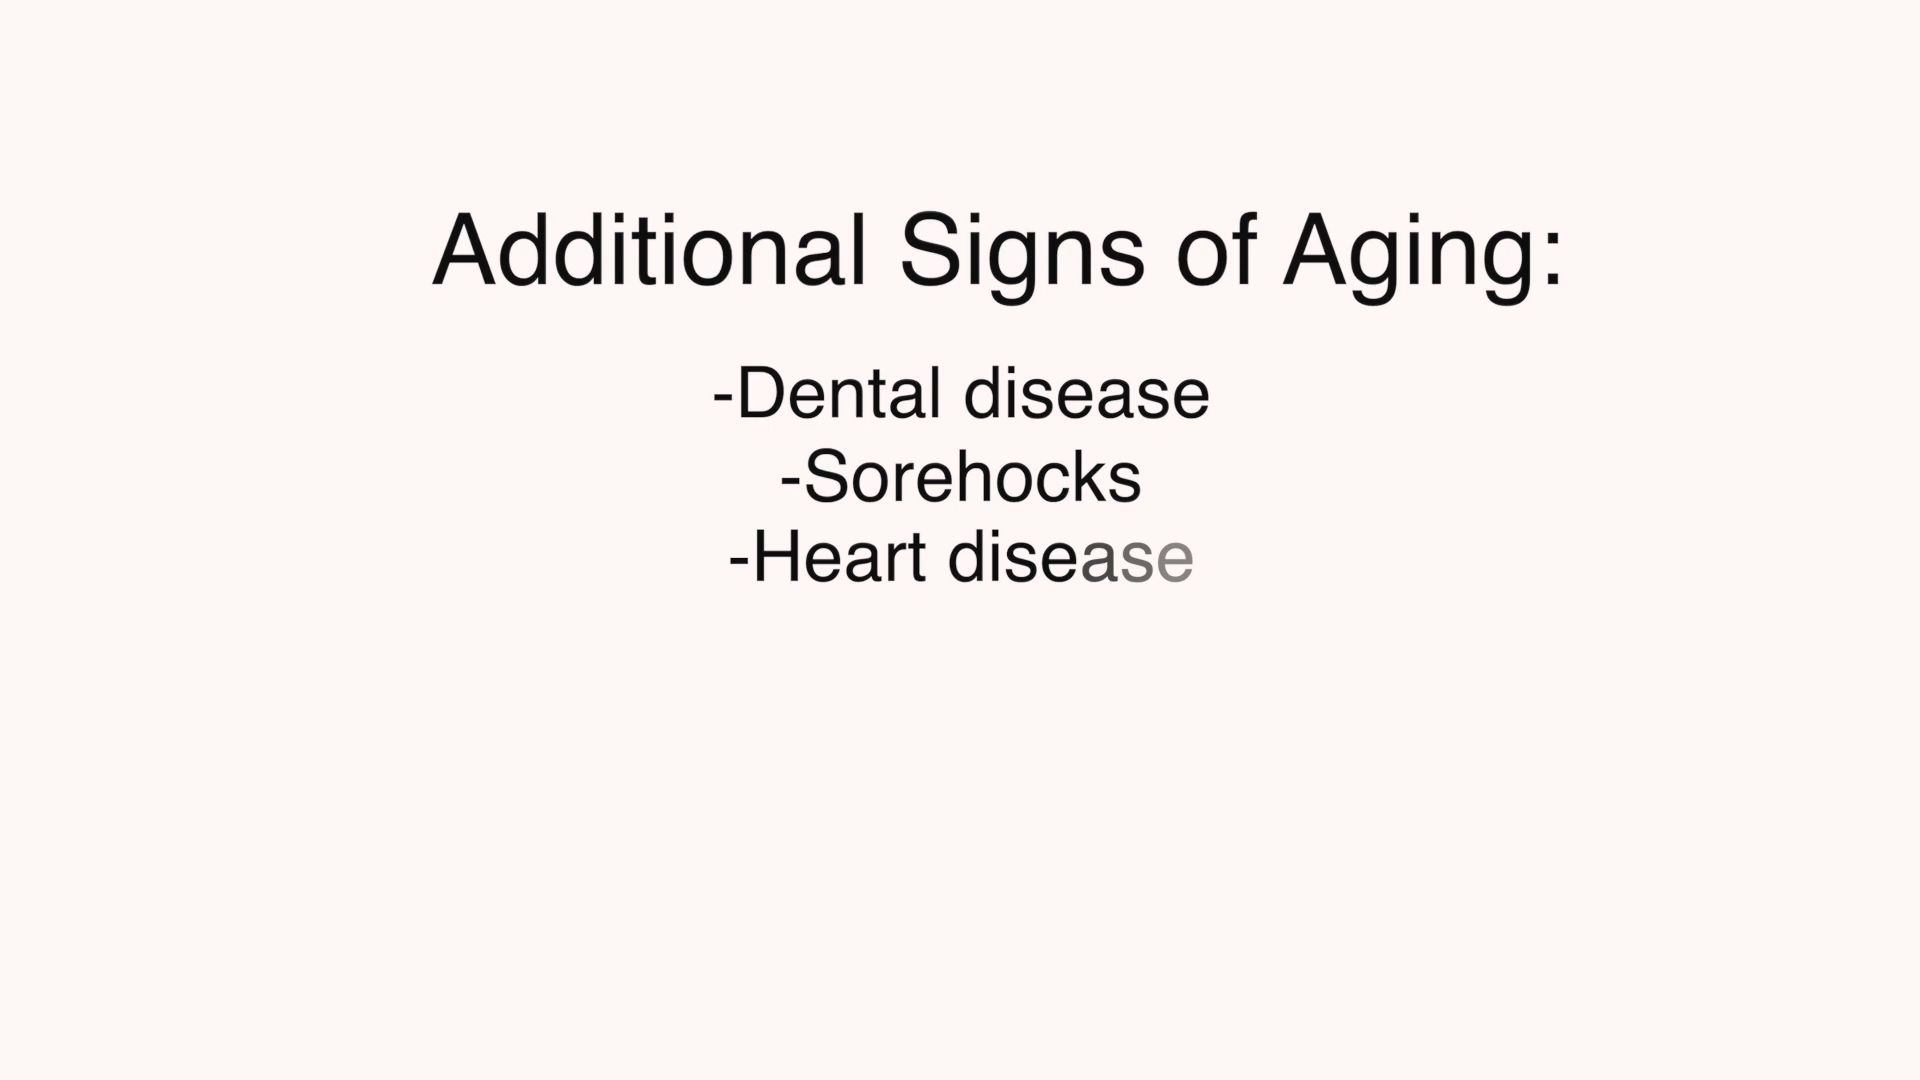 Additional Signs of Aging:
-Dental disease
-Sorehocks
-Heart disease